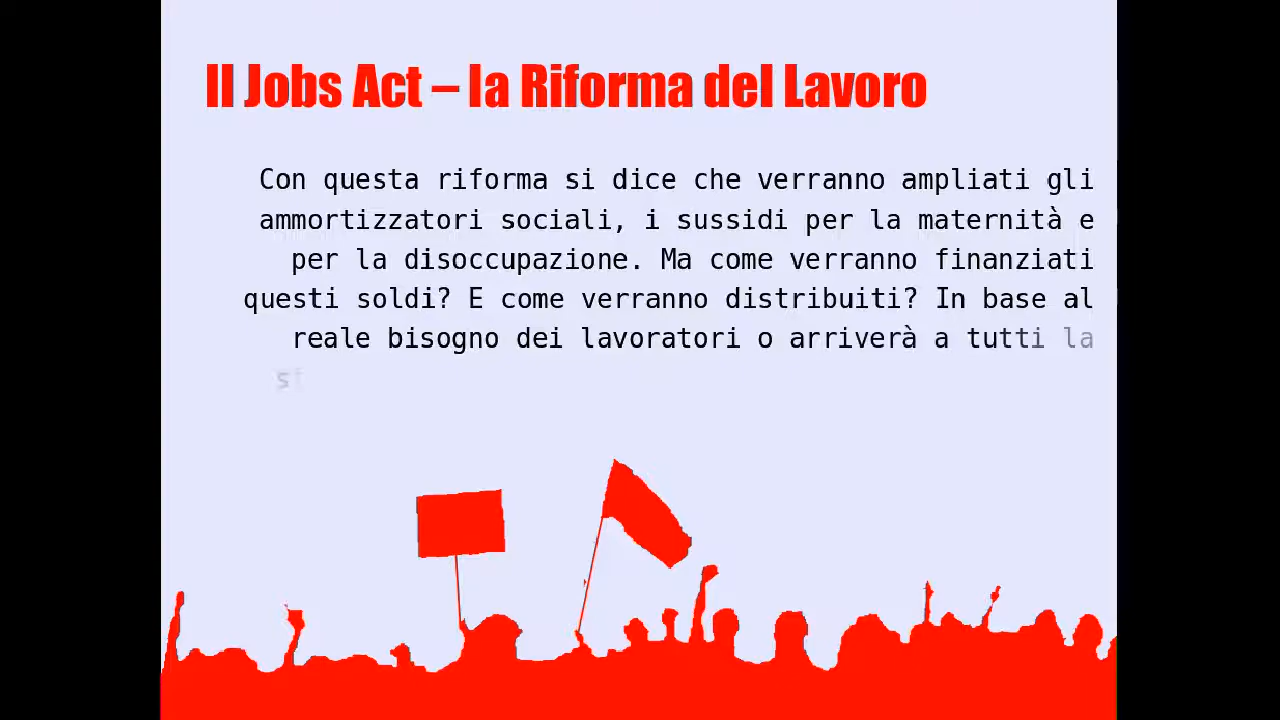 Il Jobs Act – la Riforma del Lavoro
Con questa riforma si dice che verranno ampliati gli
ammortizzatori sociali, i sussidi per la maternità e
per la disoccupazione. Ma come verranno finanziati
questi soldi? E come verranno distribuiti? In base al
reale bisogno dei lavoratori o arriverà a tutti la